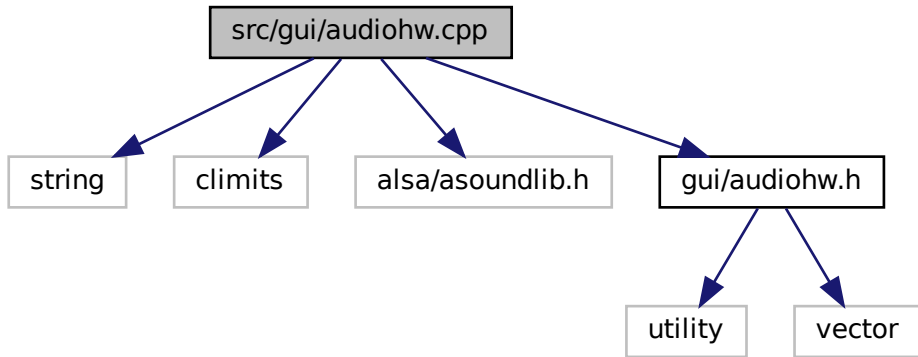 src/gui/audiohw.cpp
string
climits
alsa/asoundlib.h
gui/audiohw.h
utility
vector